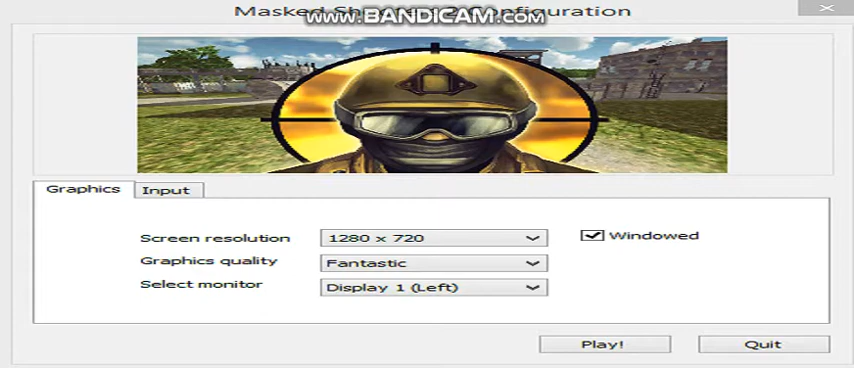 Masked Configuration
www.BANDICAM.com
Graphics
Input
Screen resolution
1280 x 720
Windowed
Graphics quality
Fantastic
Select monitor
Display 1 (Left)
Play!
Quit